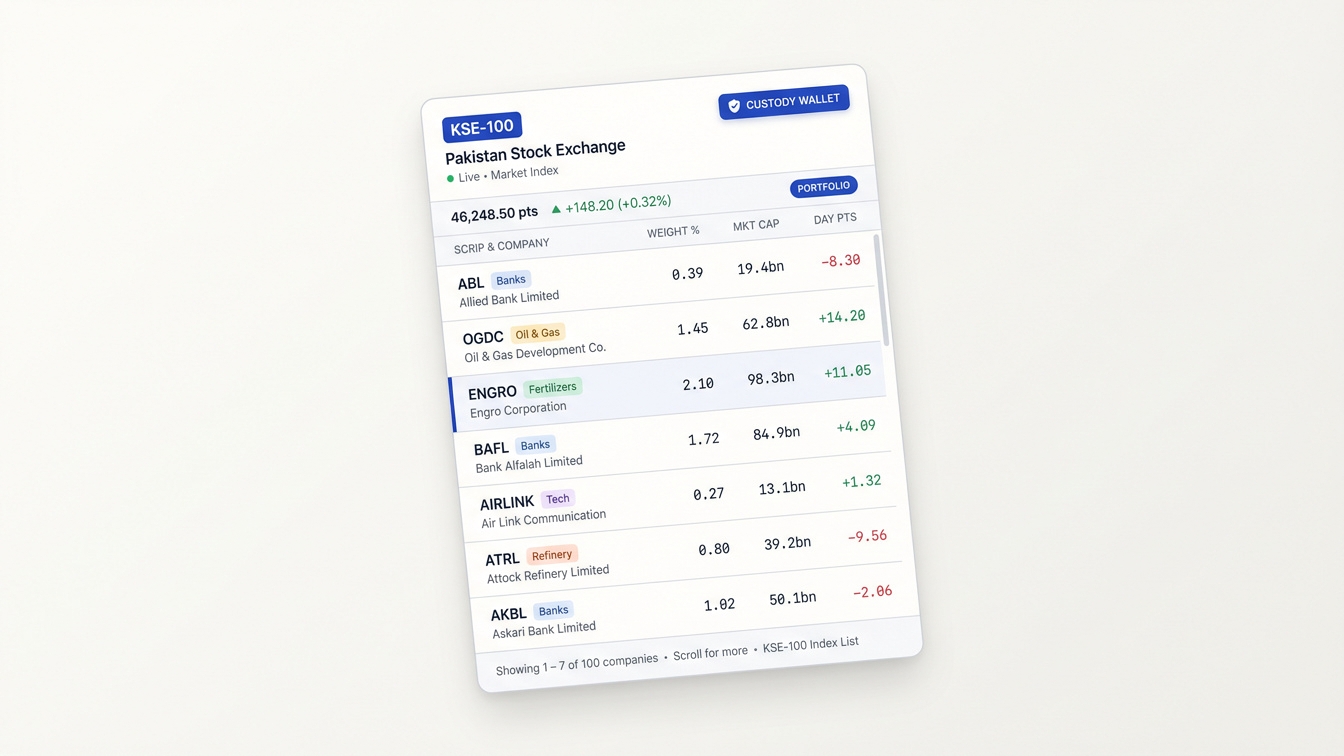 KSE-100
CUSTODY WALLET
Pakistan Stock Exchange
Live • Market Index
46,248.50 pts ▲ +148.20 (+0.32%)
PORTFOLIO
SCRIP & COMPANY WEIGHT % MKT CAP DAY PTS
ABL Banks 0.39 19.4bn −8.30
Allied Bank Limited
OGDC Oil & Gas 1.45 62.8bn +14.20
Oil & Gas Development Co.
ENGRO Fertilizers 2.10 98.3bn +11.05
Engro Corporation
BAFL Banks 1.72 84.9bn +4.09
Bank Alfalah Limited
AIRLINK Tech 0.27 13.1bn +1.32
Air Link Communication
ATRL Refinery 0.80 39.2bn −9.56
Attock Refinery Limited
AKBL Banks 1.02 50.1bn −2.06
Askari Bank Limited
Showing 1 – 7 of 100 companies • Scroll for more • KSE-100 Index List